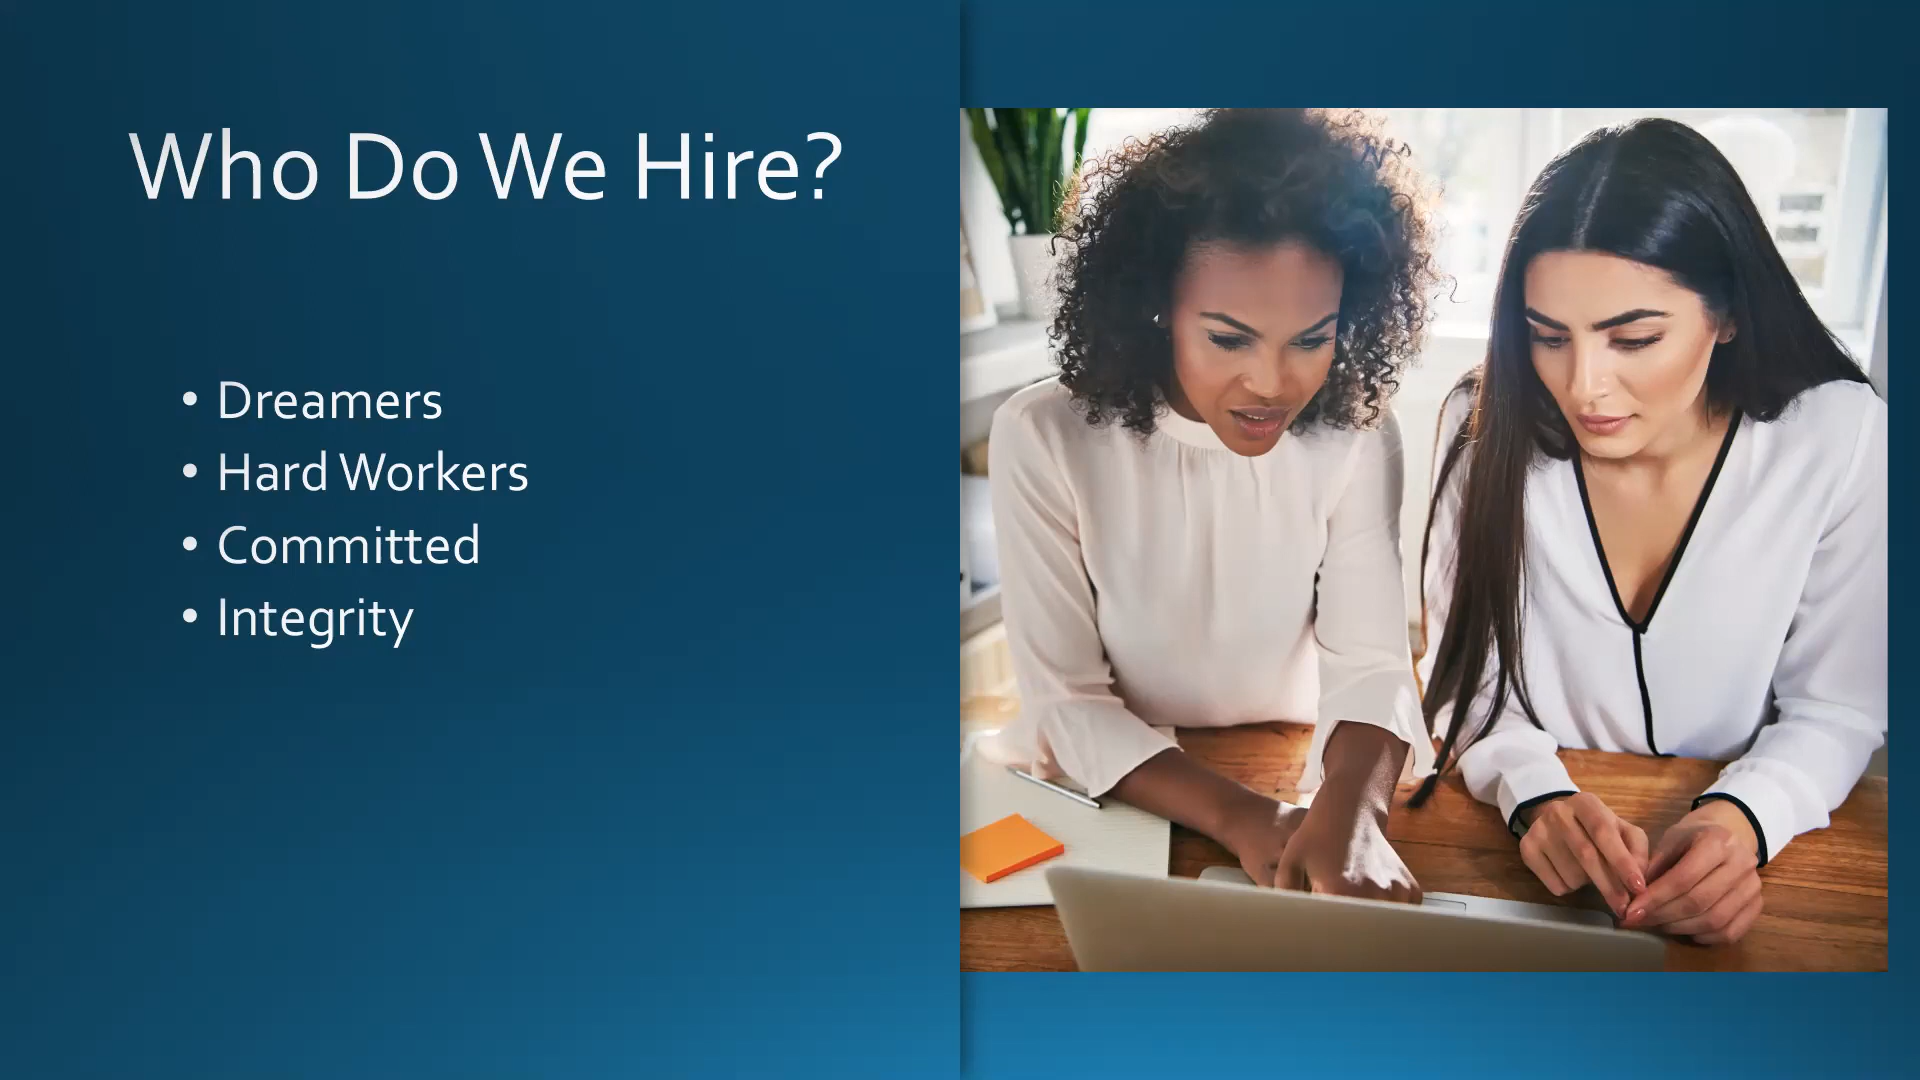 Who Do We Hire?
• Dreamers
• Hard Workers
• Committed
• Integrity